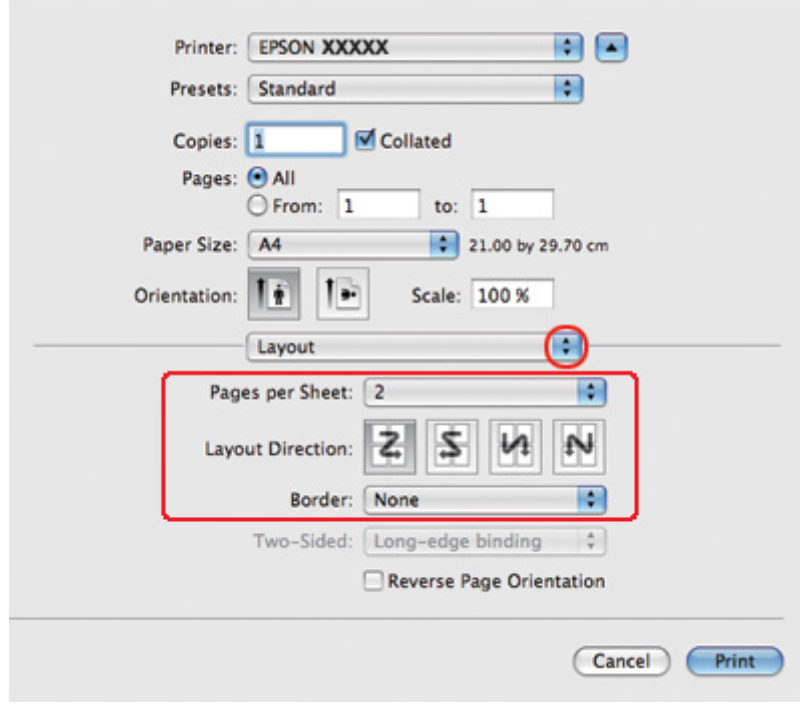 Printer: EPSON XXXXX
Presets: Standard
Copies: 1 Collated
Pages: All
From: 1 to: 1
Paper Size: A4 21.00 by 29.70 cm
Orientation: Scale: 100 %
Layout
Pages per Sheet: 2
Layout Direction:
Border: None
Two-Sided: Long-edge binding
Reverse Page Orientation
Cancel Print